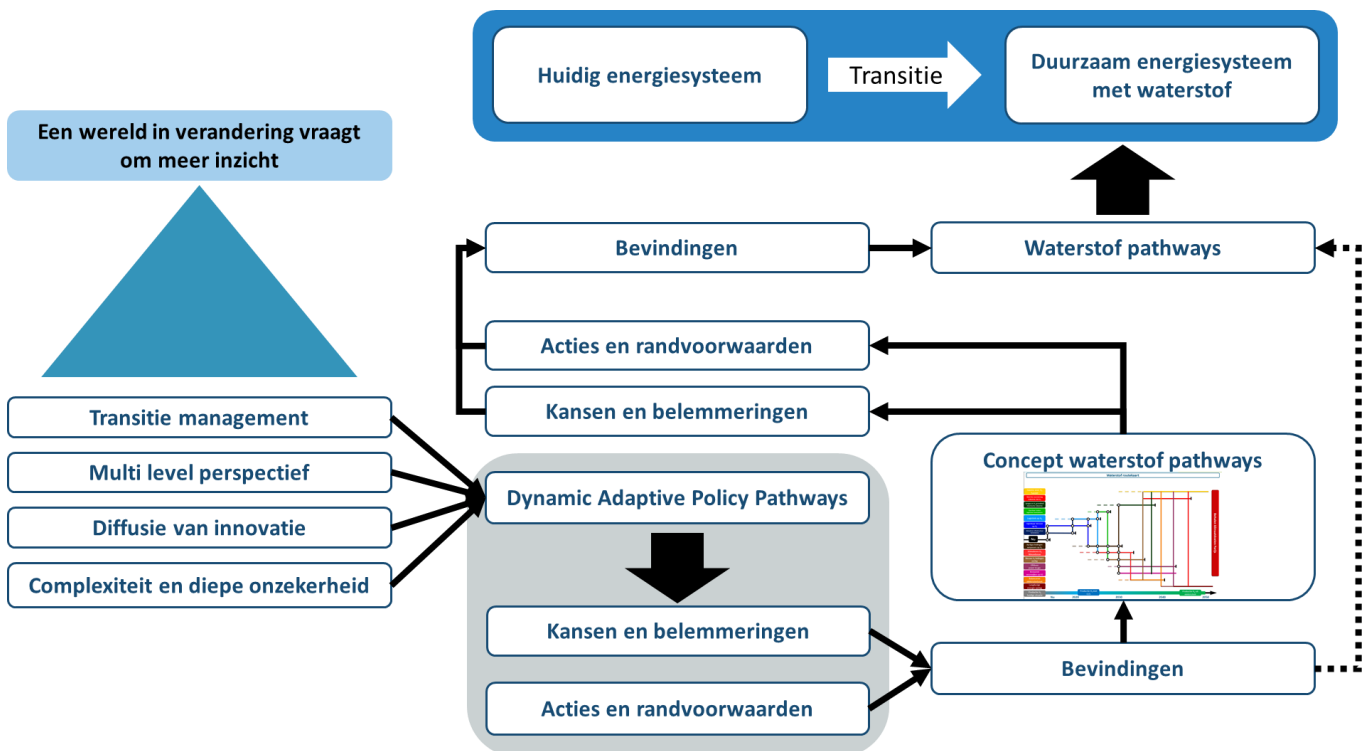 Huidig energiesysteem
Transitie
Duurzaam energiesysteem
met waterstof
Een wereld in verandering vraagt
om meer inzicht
Bevindingen
Waterstof pathways
Acties en randvoorwaarden
Kansen en belemmeringen
Transitie management
Multi level perspectief
Diffusie van innovatie
Complexiteit en diepe onzekerheid
Dynamic Adaptive Policy Pathways
Concept waterstof pathways
Kansen en belemmeringen
Acties en randvoorwaarden
Bevindingen